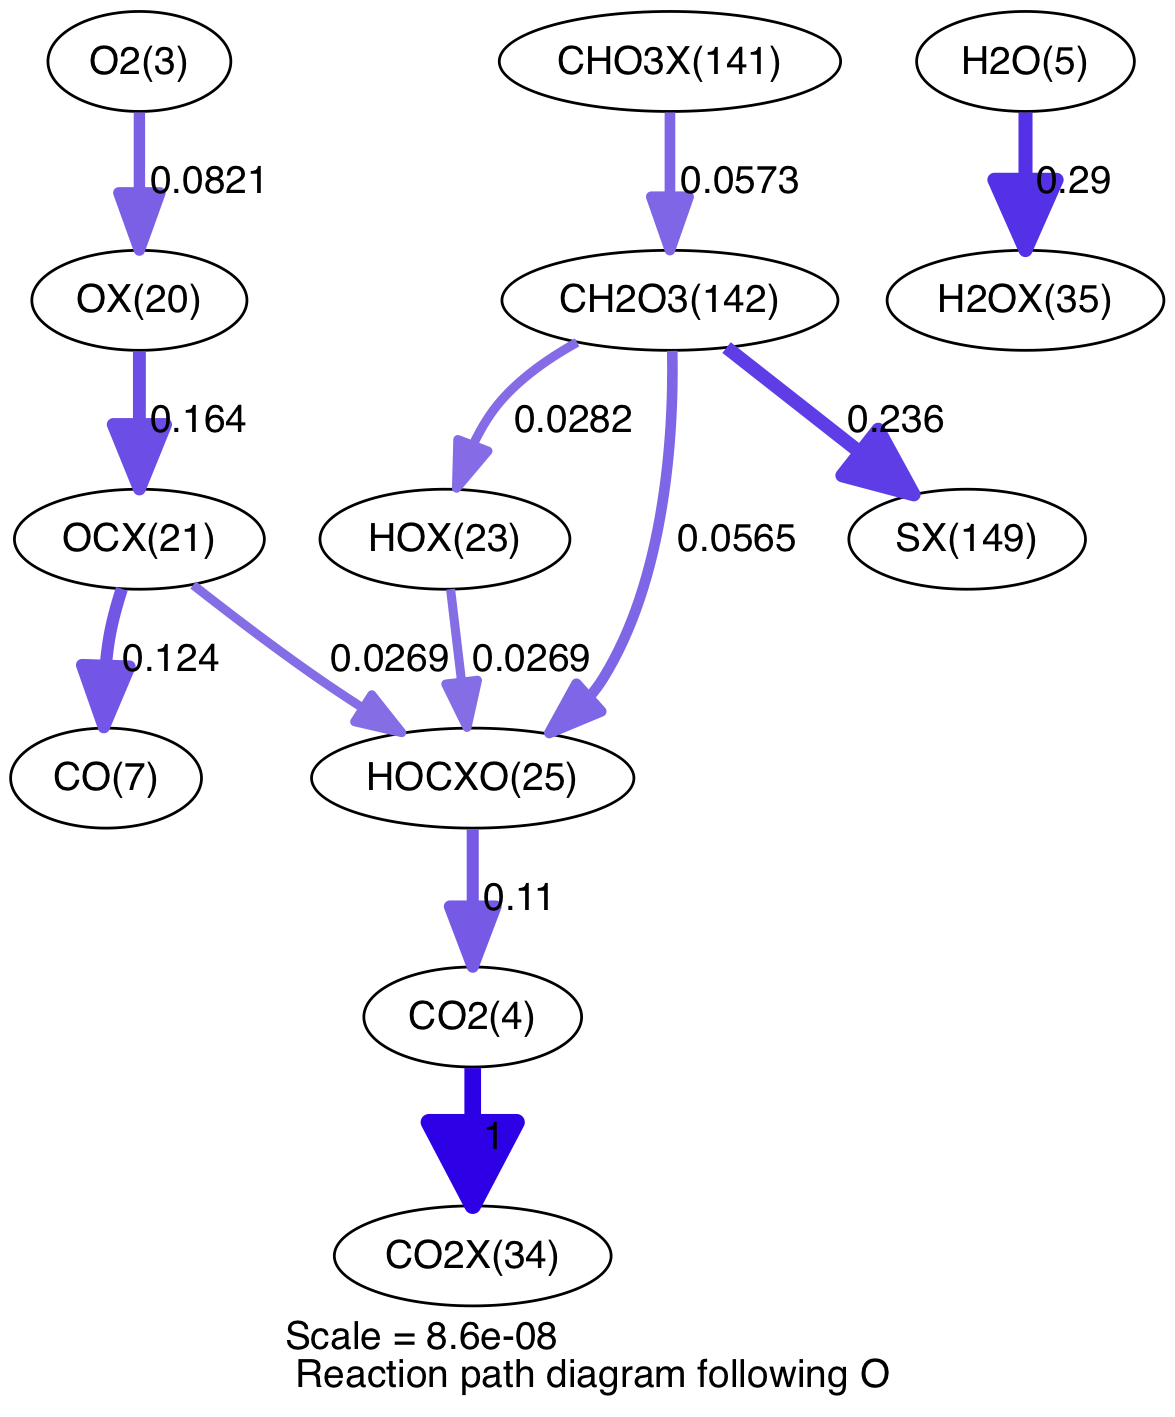 O2(3)
CHO3X(141)
H2O(5)
0.0821
0.0573
0.29
OX(20)
CH2O3(142)
H2OX(35)
0.164
0.0282
0.236
OCX(21)
HOX(23)
0.0565
SX(149)
0.124
0.0269
0.0269
CO(7)
HOCXO(25)
0.11
CO2(4)
1
CO2X(34)
Scale = 8.6e-08
Reaction path diagram following O